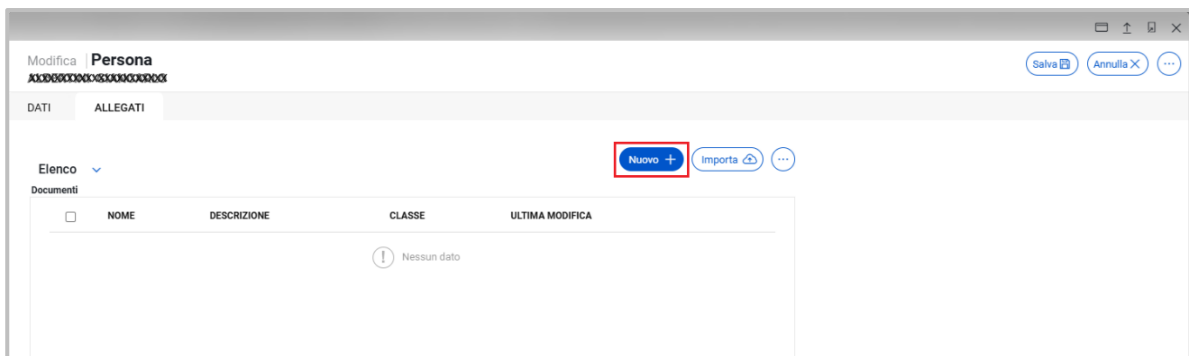 Modifica | Persona
Salva
Annulla
DATI
ALLEGATI
Elenco
Nuovo +
Importa
Documenti
NOME DESCRIZIONE CLASSE ULTIMA MODIFICA
Nessun dato